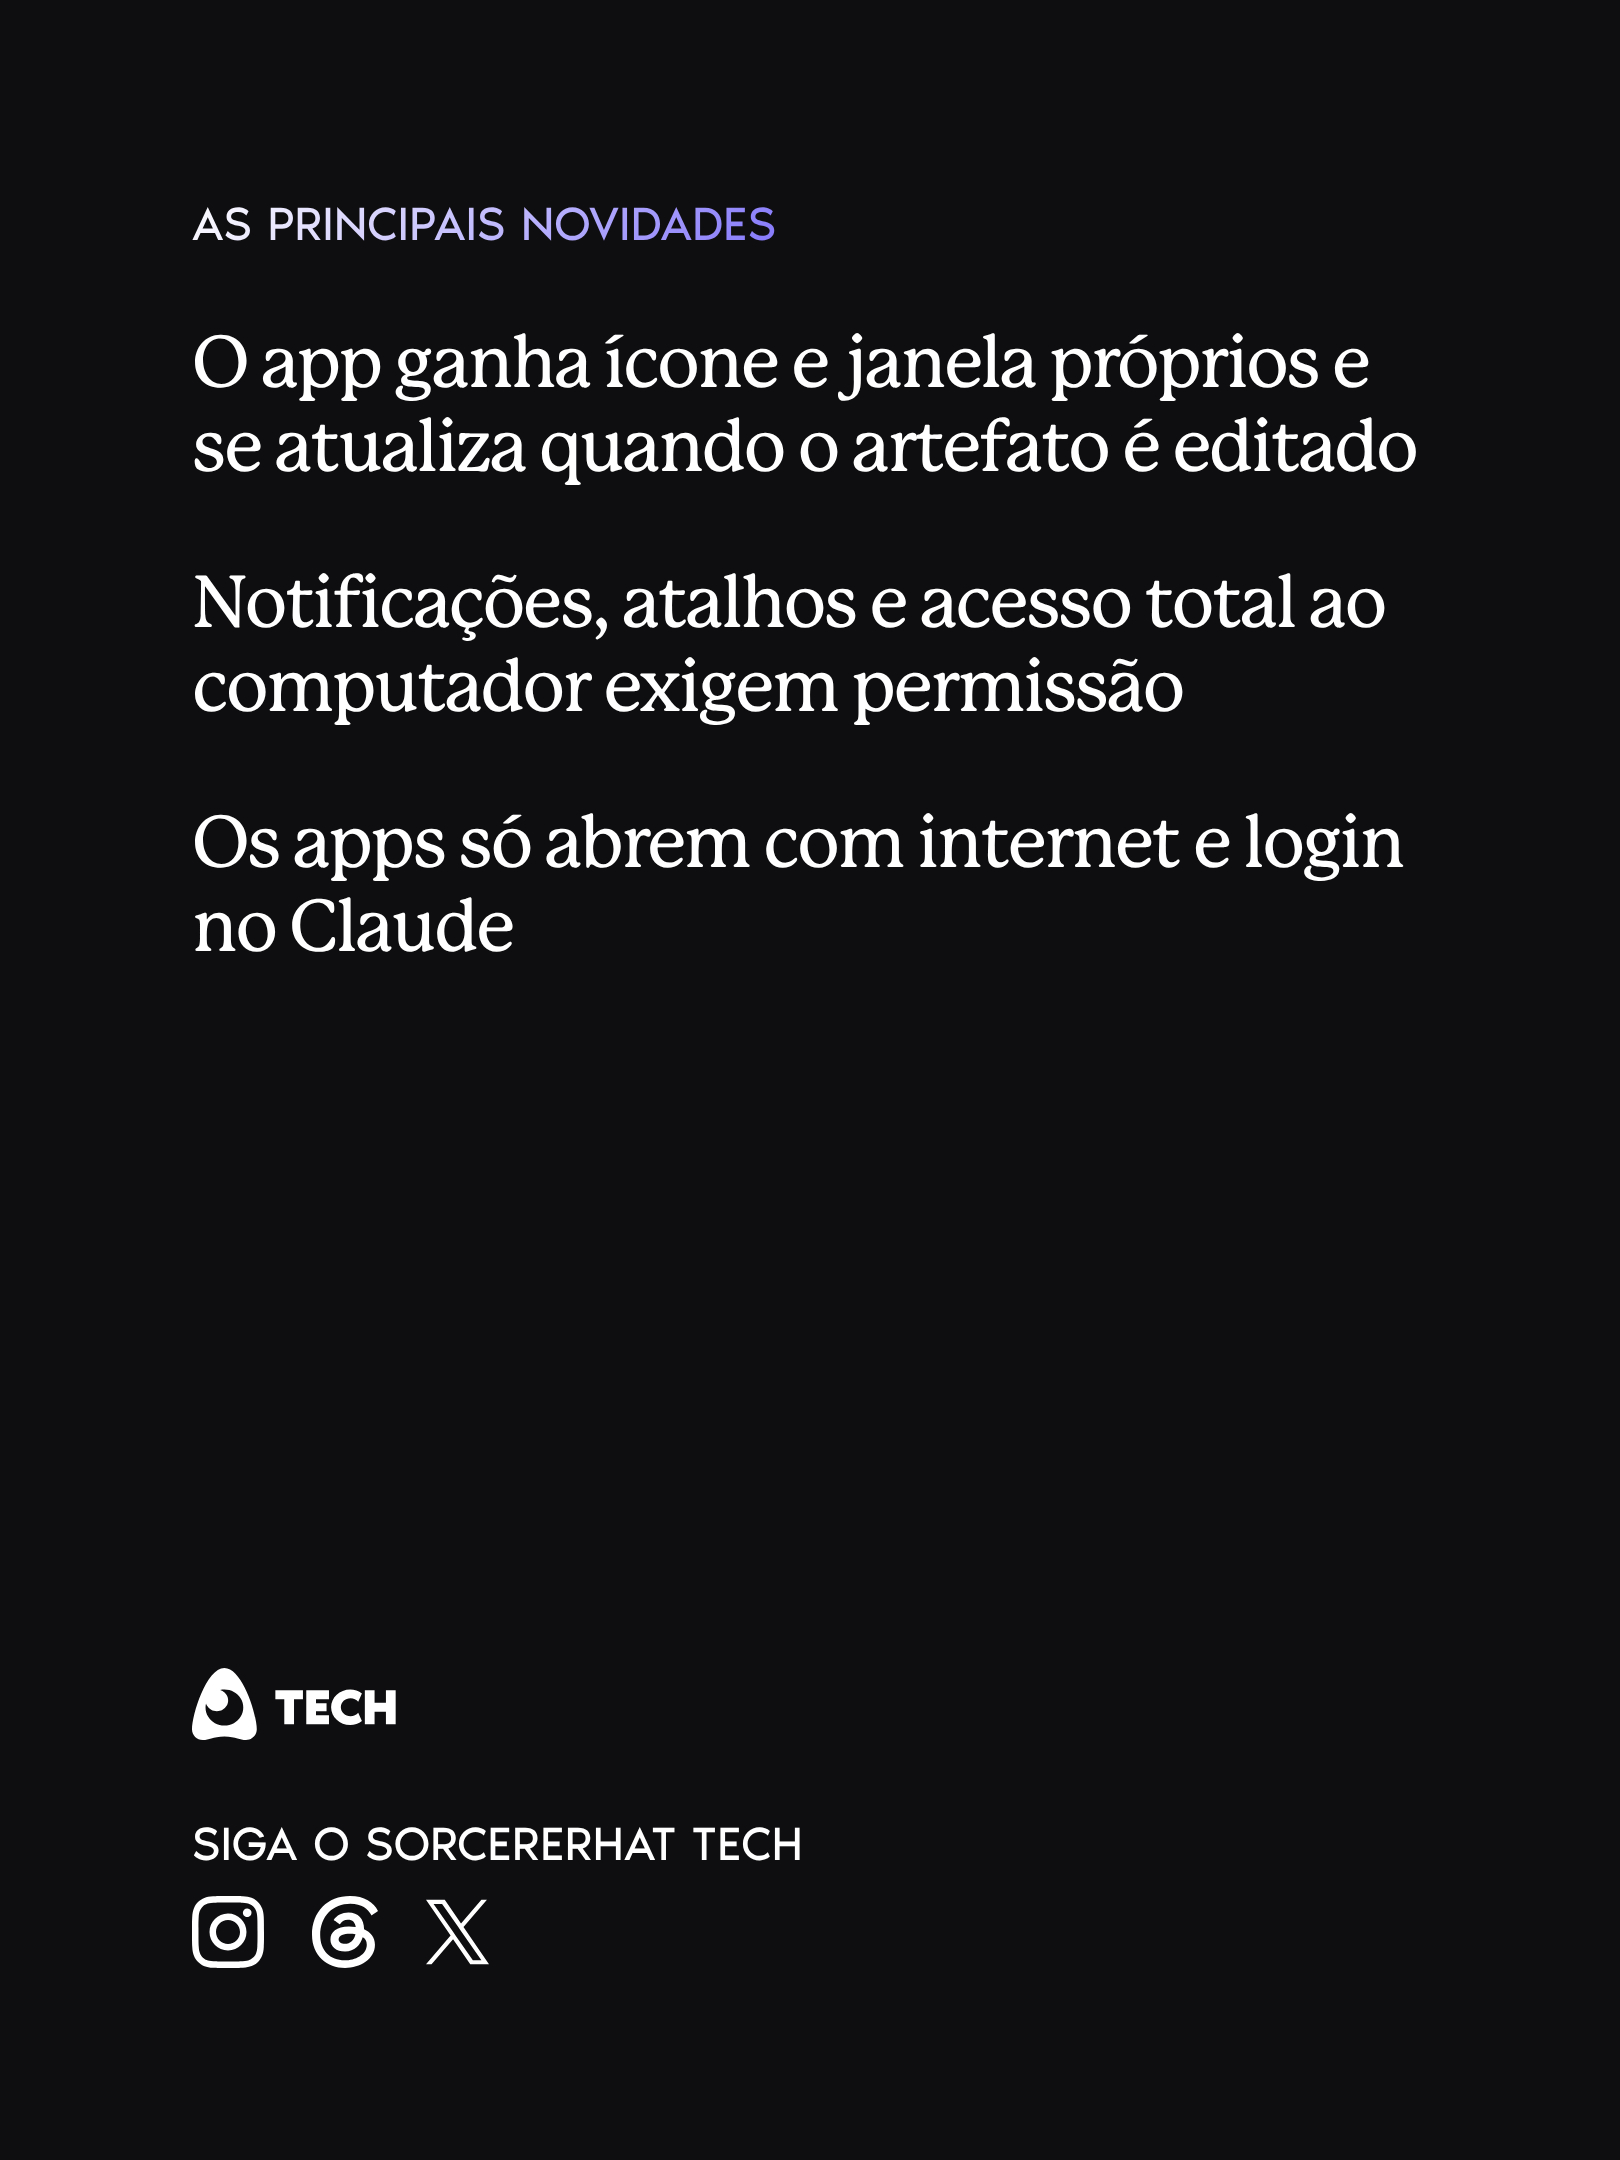 AS PRINCIPAIS NOVIDADES
O app ganha ícone e janela próprios e
se atualiza quando o artefato é editado
Notificações, atalhos e acesso total ao
computador exigem permissão
Os apps só abrem com internet e login
no Claude
TECH
SIGA O SORCERERHAT TECH